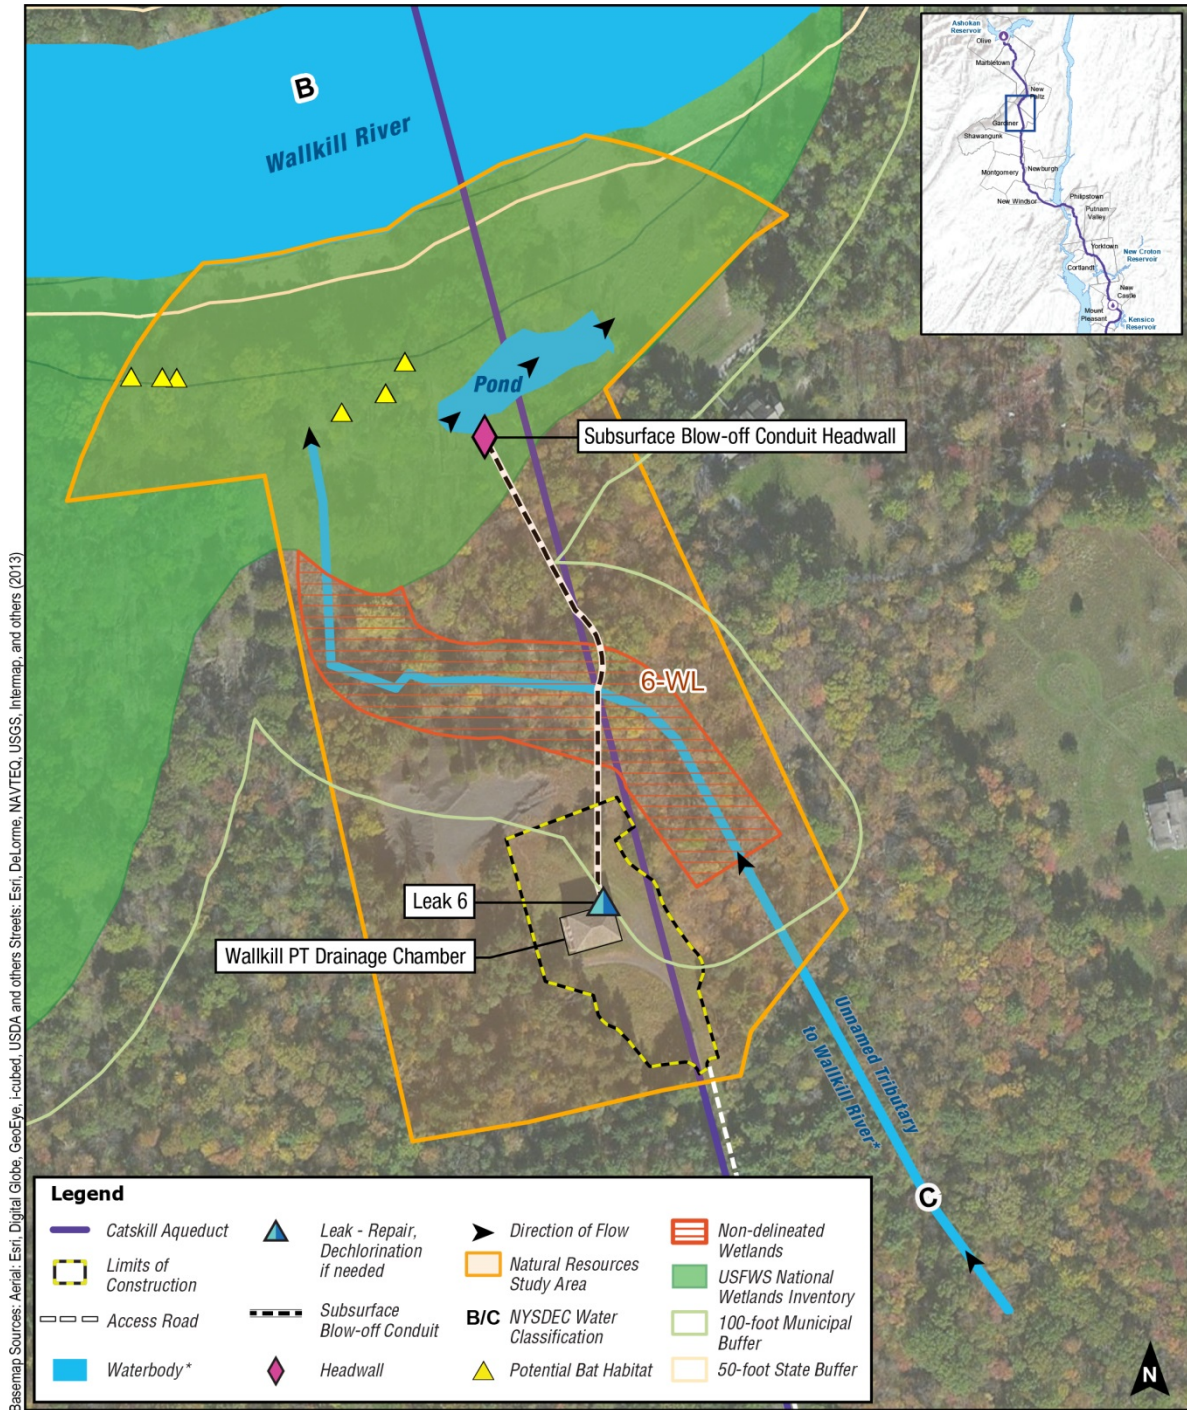 B
Wallkill River
Ashokan
Reservoir
Olive
Marbletown
New
Paltz
Gardiner
Shawangunk
Montgomery
Newburgh
New Windsor
Philipstown
Putnam
Valley
Yorktown
New Croton
Reservoir
Cortlandt
New
Castle
Mount
Pleasant
Kensico
Reservoir
Pond
Subsurface Blow-off Conduit Headwall
6-WL
Leak 6
Wallkill PT Drainage Chamber
Unnamed Tributary
to Wallkill River*
C
Basemap Sources: Aerial: Esri, Digital Globe, GeoEye, i-cubed, USDA and others Streets: Esri, DeLorme, NAVTEQ, USGS, Intermap, and others (2013)
Legend
Catskill Aqueduct
Limits of
Construction
Access Road
Waterbody*
Leak - Repair,
Dechlorination
if needed
Subsurface
Blow-off Conduit
Headwall
Direction of Flow
Natural Resources
Study Area
B/C NYSDEC Water
Classification
Potential Bat Habitat
Non-delineated
Wetlands
USFWS National
Wetlands Inventory
100-foot Municipal
Buffer
50-foot State Buffer
N